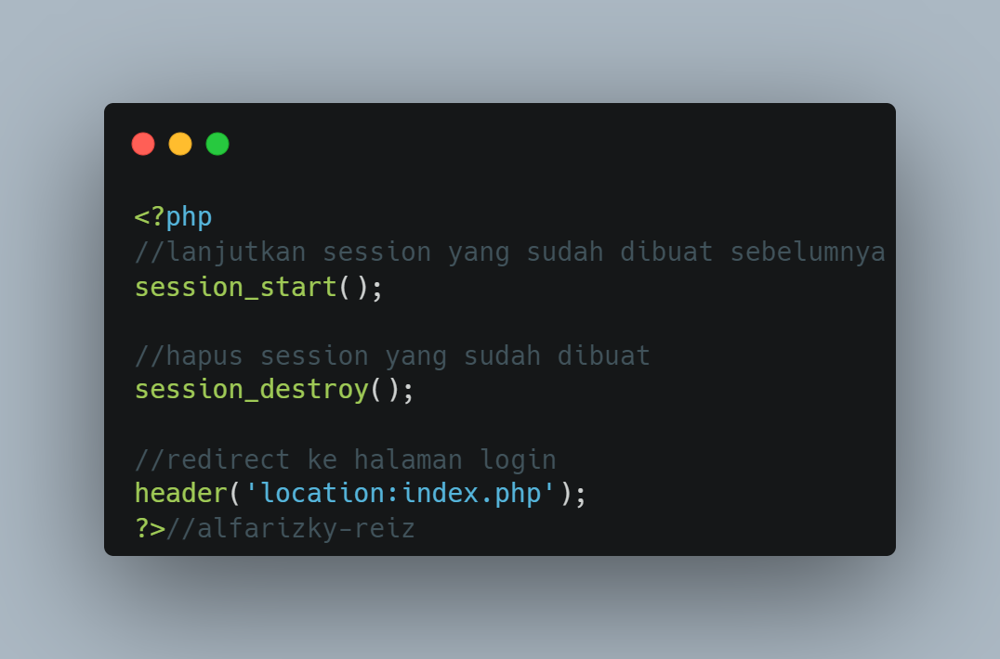 <?php
//lanjutkan session yang sudah dibuat sebelumnya
session_start();
//hapus session yang sudah dibuat
session_destroy();
//redirect ke halaman login
header('location:index.php');
?>//alfarizky-reiz